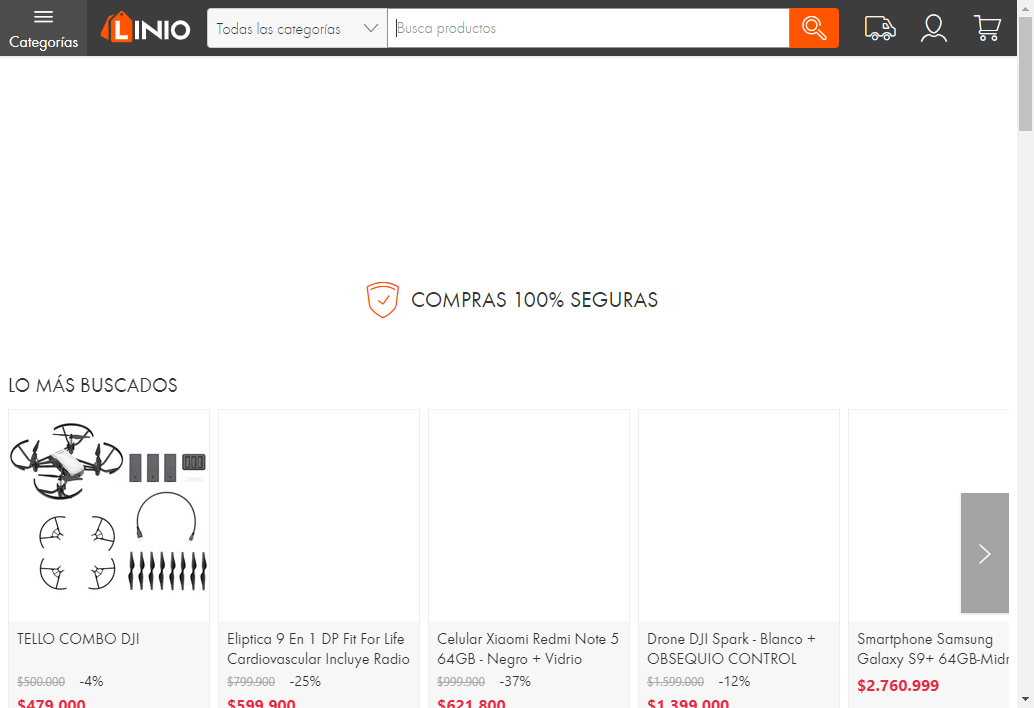 Categorías
LINIO
Todas las categorías
Busca productos
COMPRAS 100% SEGURAS
LO MÁS BUSCADOS
TELLO COMBO DJI
$500.000 -4%
$479.000
Eliptica 9 En 1 DP Fit For Life
Cardiovascular Incluye Radio
$799.900 -25%
$599.900
Celular Xiaomi Redmi Note 5
64GB - Negro + Vidrio
$999.900 -37%
$621.800
Drone DJI Spark - Blanco +
OBSEQUIO CONTROL
$1.599.000 -12%
$1.399.000
Smartphone Samsung
Galaxy S9+ 64GB-Midn
$2.760.999